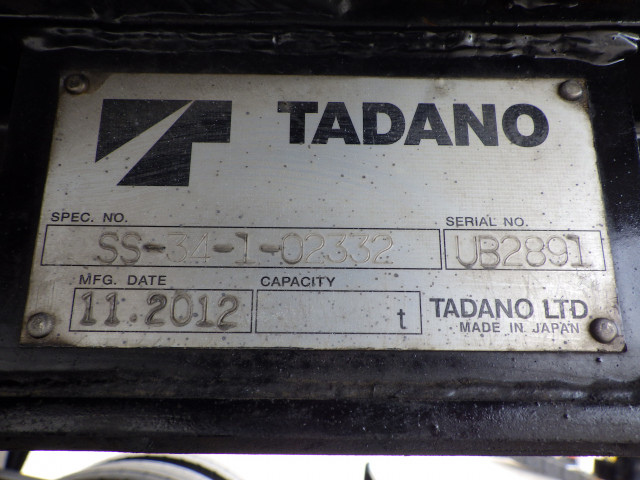 TADANO
SPEC. NO.
SERIAL NO.
SS-34-1-02332
UB2891
MFG. DATE
CAPACITY
11.2012
t
TADANO LTD.
MADE IN JAPAN